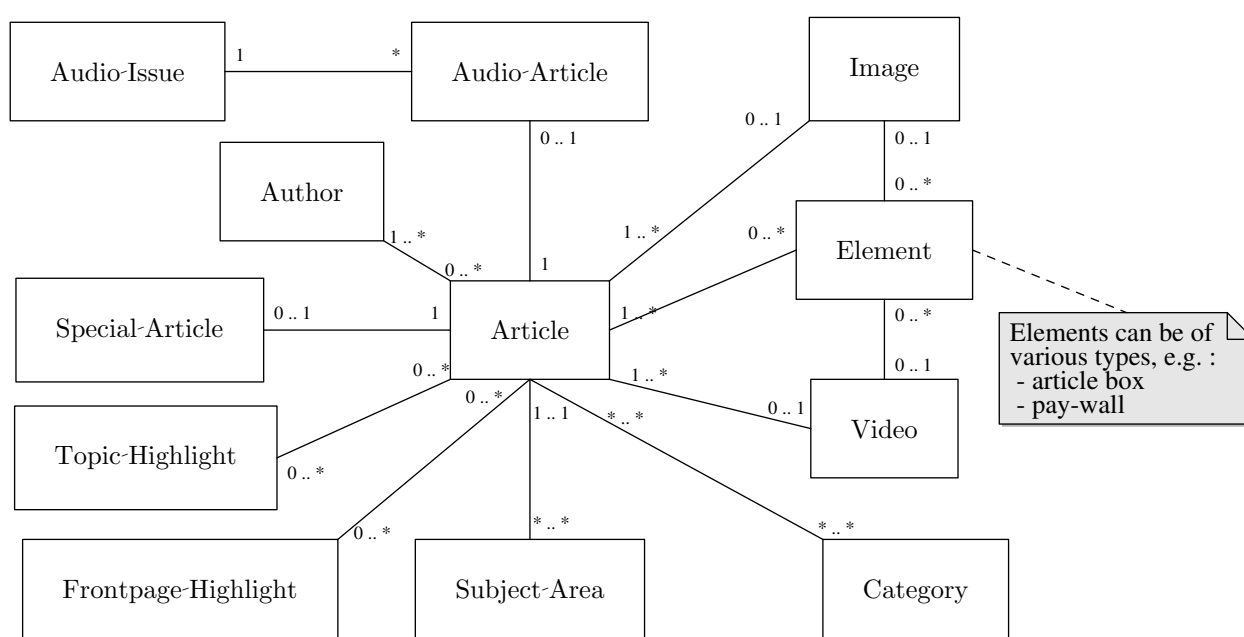 Audio-Issue
1
*
Audio-Article
Image
0 .. 1
0 .. 1
0 .. 1
Author
0 .. *
1 .. *
1 .. *
0 .. *
Element
0 .. *
1
Special-Article
0 .. 1
1
Article
1 .. *
0 .. *
Elements can be of
various types, e.g. :
- article box
- pay-wall
0 .. *
0 .. *
1 .. *
0 .. 1
1 .. 1
*.. *
0 .. 1
Video
Topic-Highlight
0 .. *
0 .. *
*.. *
*.. *
Frontpage-Highlight
Subject-Area
Category